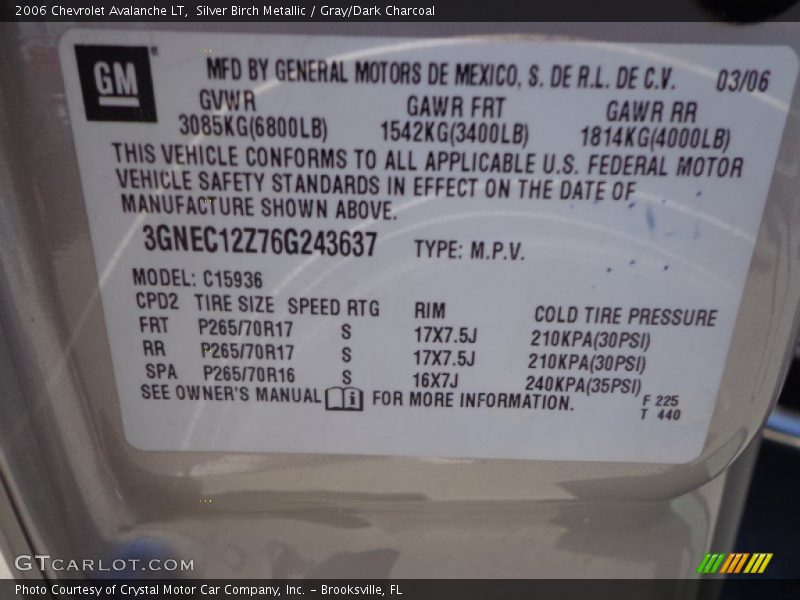 2006 Chevrolet Avalanche LT, Silver Birch Metallic / Gray/Dark Charcoal
GM ®
MFD BY GENERAL MOTORS DE MEXICO, S. DE R.L. DE C.V. 03/06
GVWR GAWR FRT GAWR RR
3085KG(6800LB) 1542KG(3400LB) 1814KG(4000LB)
THIS VEHICLE CONFORMS TO ALL APPLICABLE U.S. FEDERAL MOTOR
VEHICLE SAFETY STANDARDS IN EFFECT ON THE DATE OF
MANUFACTURE SHOWN ABOVE.
3GNEC12Z76G243637 TYPE: M.P.V.
MODEL: C15936
CPD2 TIRE SIZE SPEED RTG RIM COLD TIRE PRESSURE
FRT P265/70R17 S 17X7.5J 210KPA(30PSI)
RR P265/70R17 S 17X7.5J 210KPA(30PSI)
SPA P265/70R16 S 16X7J 240KPA(35PSI)
SEE OWNER'S MANUAL i FOR MORE INFORMATION.
F 225
T 440
GTCARLOT.COM
Photo Courtesy of Crystal Motor Car Company, Inc. – Brooksville, FL